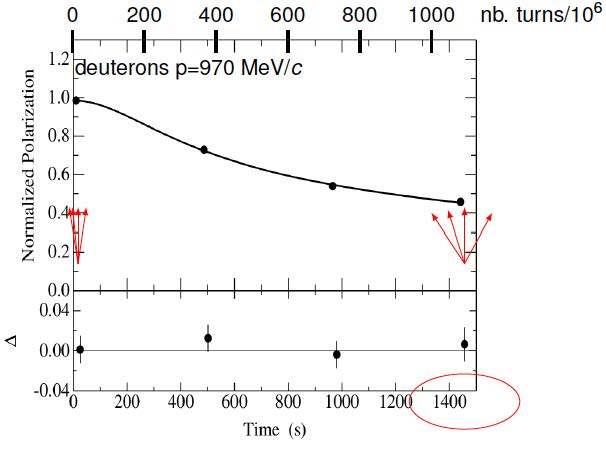 0 200 400 600 800 1000 nb. turns/10⁶
deuterons p=970 MeV/c
Normalized Polarization
1.2
1.0
0.8
0.6
0.4
0.2
0.0
Δ
0.04
0.00
-0.04
0 200 400 600 800 1000 1200 1400
Time (s)